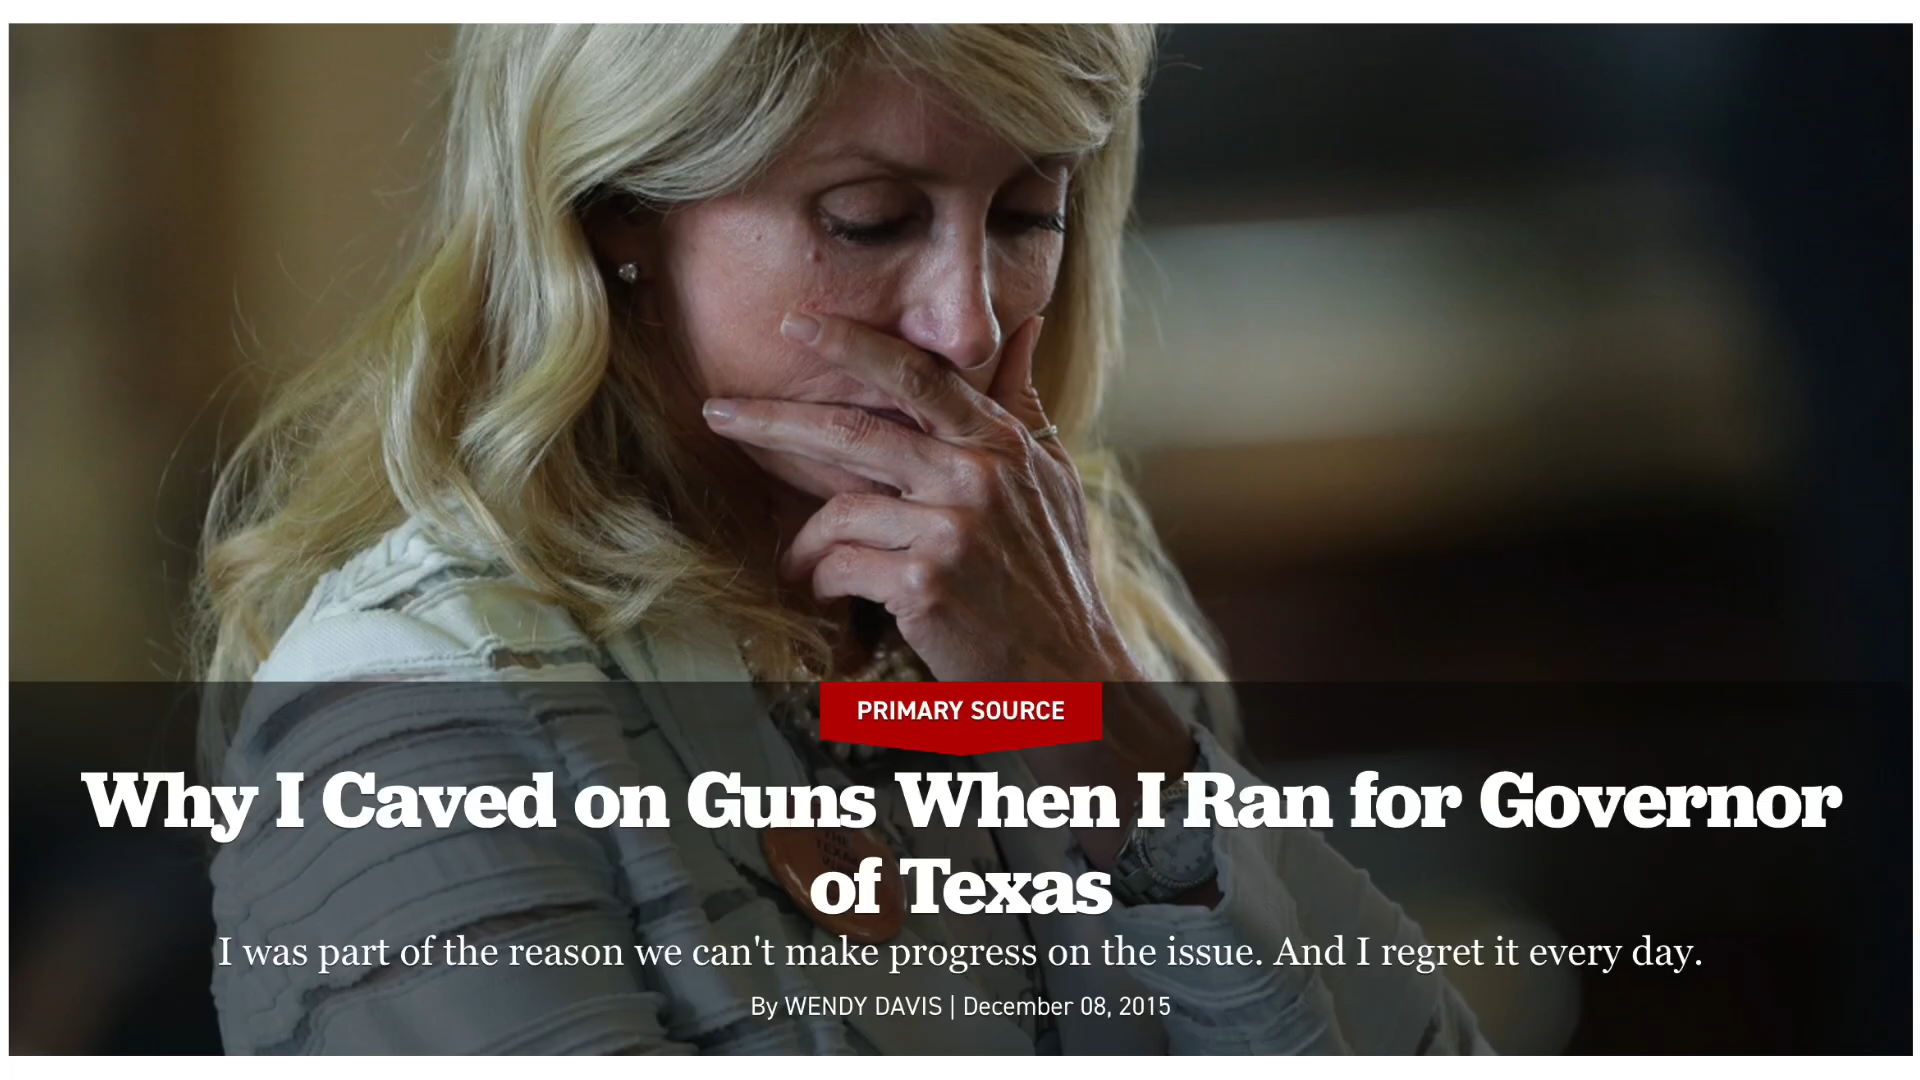 PRIMARY SOURCE
Why I Caved on Guns When I Ran for Governor
of Texas
I was part of the reason we can't make progress on the issue. And I regret it every day.
By WENDY DAVIS | December 08, 2015